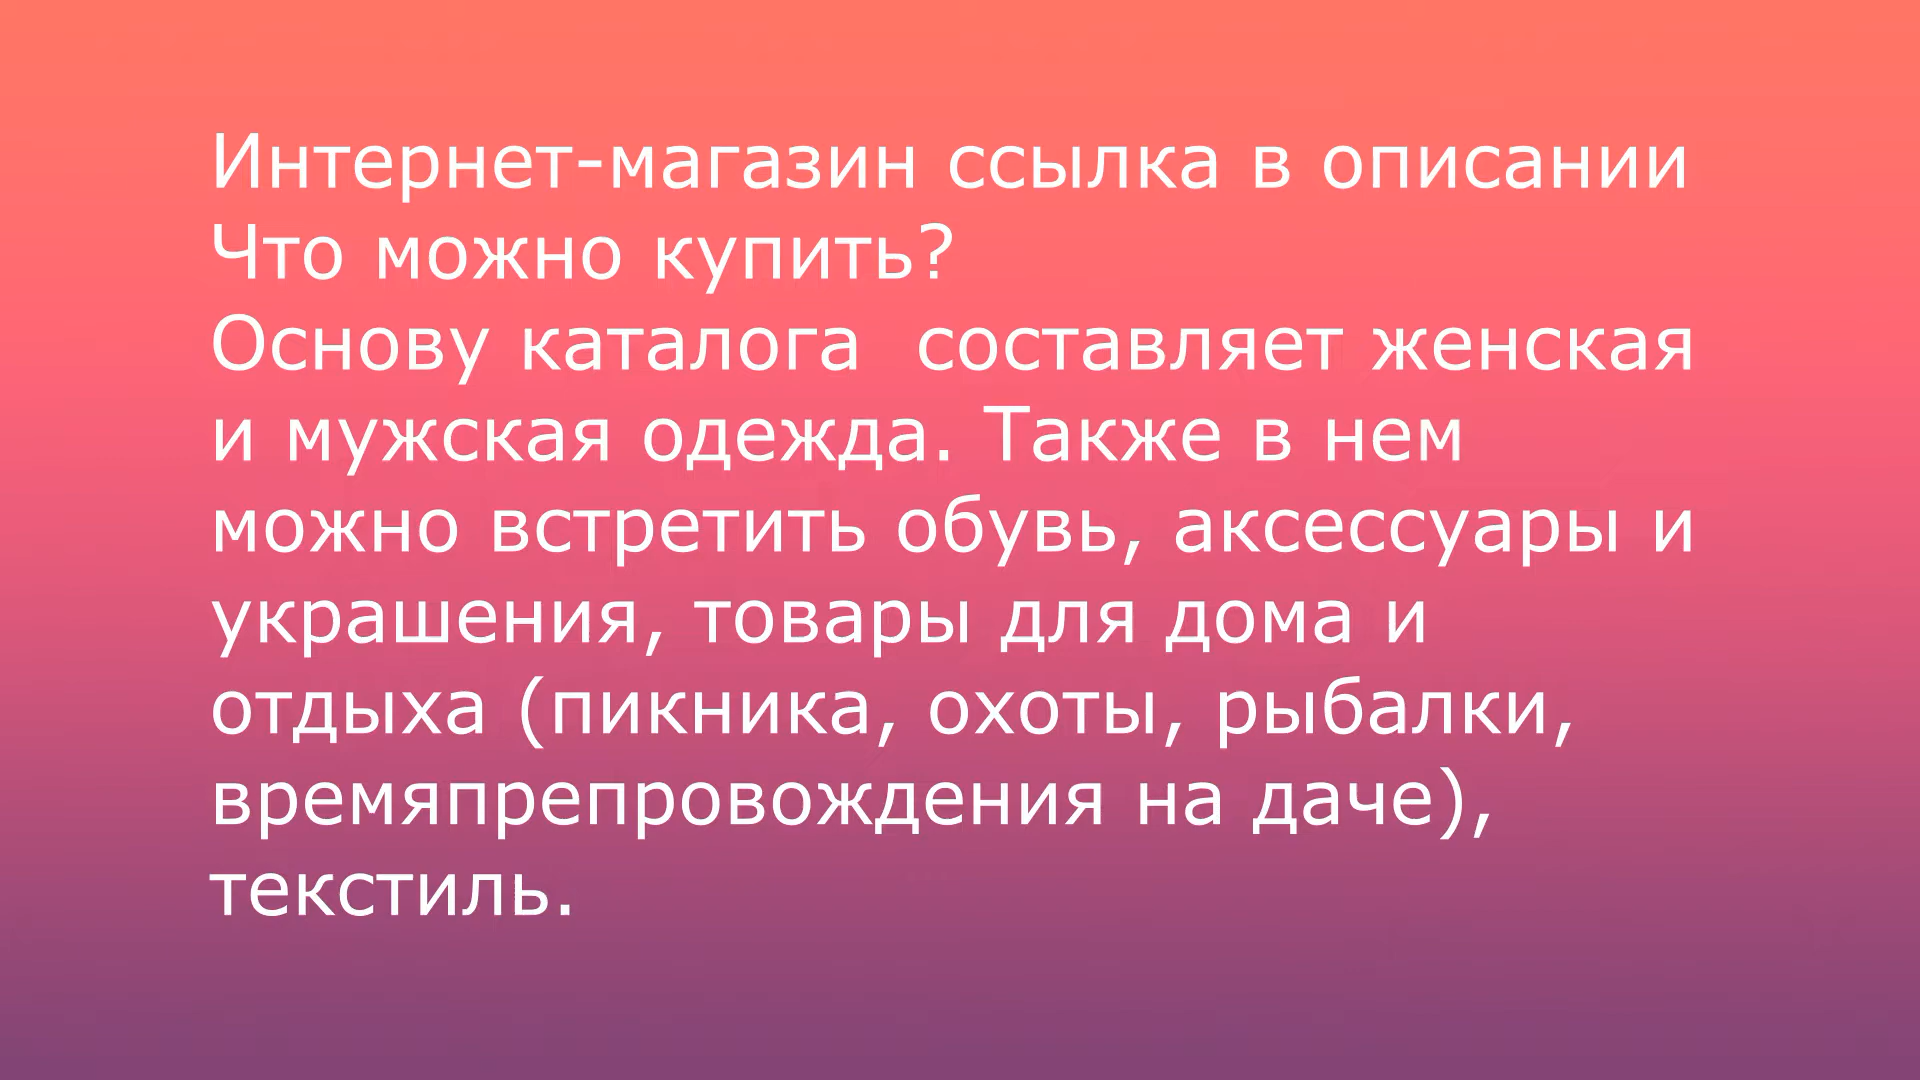 Интернет-магазин ссылка в описании
Что можно купить?
Основу каталога  составляет женская
и мужская одежда. Также в нем
можно встретить обувь, аксессуары и
украшения, товары для дома и
отдыха (пикника, охоты, рыбалки,
времяпрепровождения на даче),
текстиль.